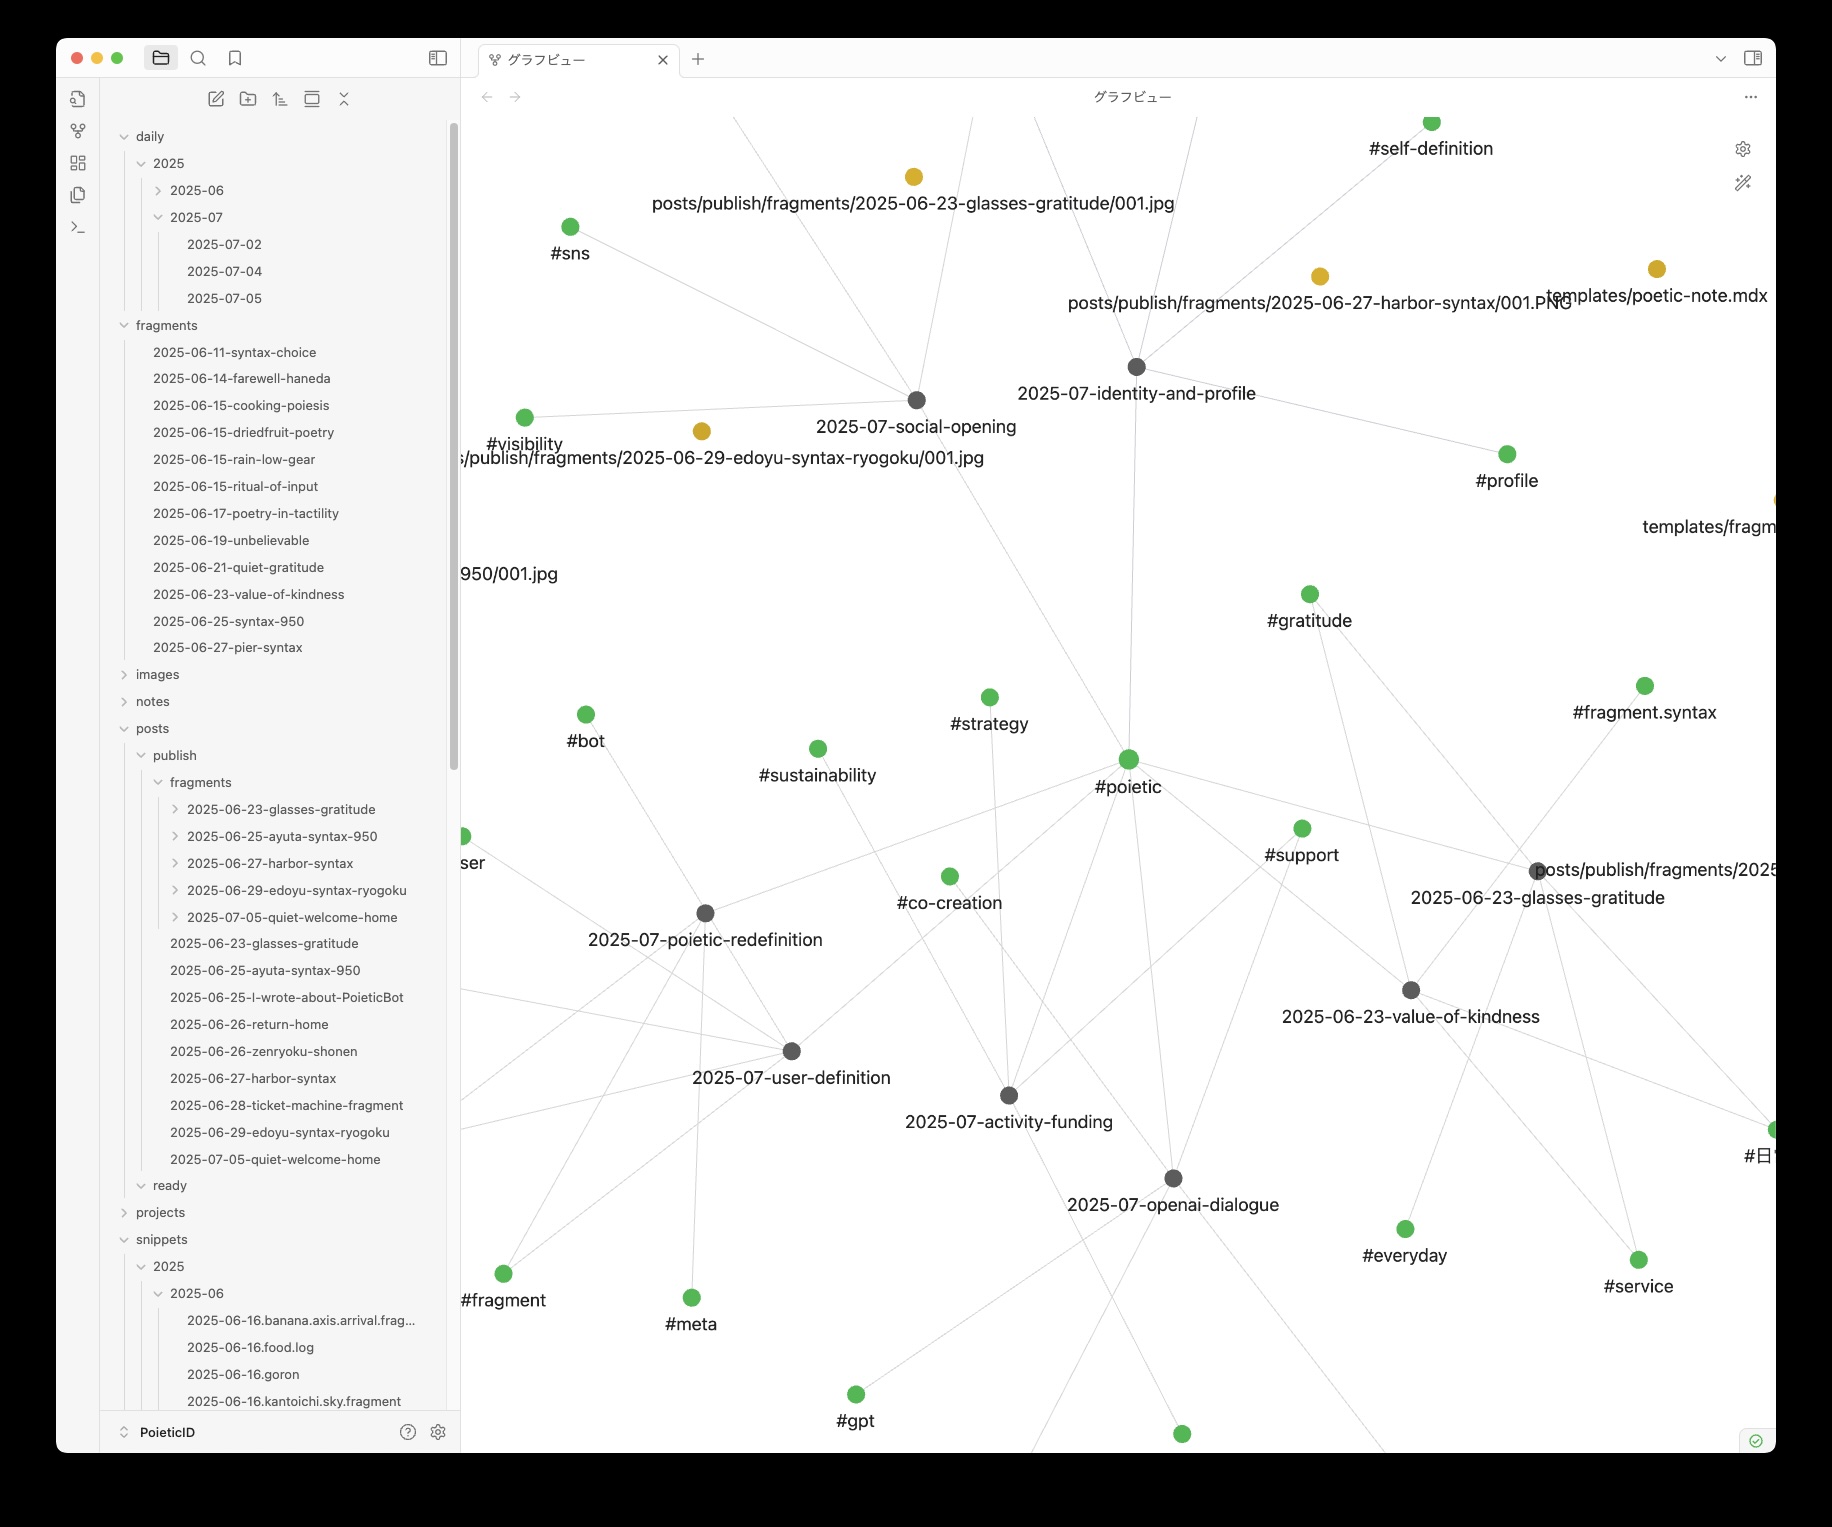 グラフビュー
グラフビュー
daily
2025
2025-06
2025-07
2025-07-02
2025-07-04
2025-07-05
fragments
2025-06-11-syntax-choice
2025-06-14-farewell-haneda
2025-06-15-cooking-poiesis
2025-06-15-driedfruit-poetry
2025-06-15-rain-low-gear
2025-06-15-ritual-of-input
2025-06-17-poetry-in-tactility
2025-06-19-unbelievable
2025-06-21-quiet-gratitude
2025-06-23-value-of-kindness
2025-06-25-syntax-950
2025-06-27-pier-syntax
images
notes
posts
publish
fragments
2025-06-23-glasses-gratitude
2025-06-25-ayuta-syntax-950
2025-06-27-harbor-syntax
2025-06-29-edoyu-syntax-ryogoku
2025-07-05-quiet-welcome-home
2025-06-23-glasses-gratitude
2025-06-25-ayuta-syntax-950
2025-06-25-I-wrote-about-PoieticBot
2025-06-26-return-home
2025-06-26-zenryoku-shonen
2025-06-27-harbor-syntax
2025-06-28-ticket-machine-fragment
2025-06-29-edoyu-syntax-ryogoku
2025-07-05-quiet-welcome-home
ready
projects
snippets
2025
2025-06
2025-06-16.banana.axis.arrival.frag...
2025-06-16.food.log
2025-06-16.goron
2025-06-16.kantoichi.sky.fragment
PoieticID
#self-definition
posts/publish/fragments/2025-06-23-glasses-gratitude/001.jpg
#sns
posts/publish/fragments/2025-06-27-harbor-syntax/001.PNG
templates/poetic-note.mdx
2025-07-identity-and-profile
2025-07-social-opening
#visibility
s/publish/fragments/2025-06-29-edoyu-syntax-ryogoku/001.jpg
#profile
templates/fragm
950/001.jpg
#gratitude
#fragment.syntax
#strategy
#bot
#sustainability
#poietic
#support
ser
posts/publish/fragments/2025
#co-creation
2025-06-23-glasses-gratitude
2025-07-poietic-redefinition
2025-06-23-value-of-kindness
2025-07-user-definition
2025-07-activity-funding
#日
2025-07-openai-dialogue
#everyday
#service
#fragment
#meta
#gpt